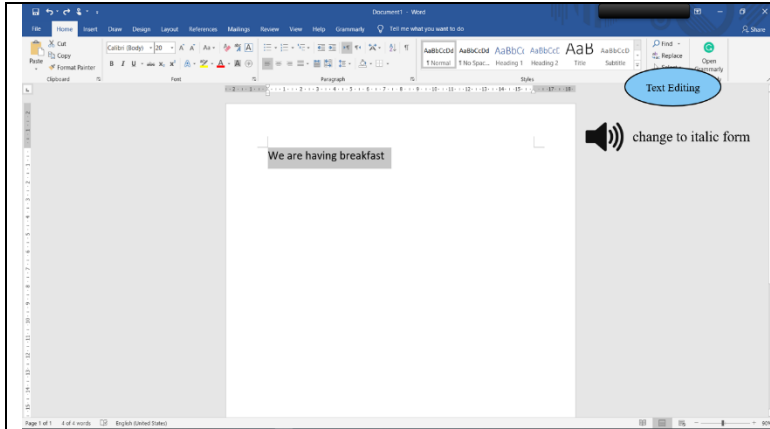 Document1 - Word
File Home Insert Draw Design Layout References Mailings Review View Help Grammarly Tell me what you want to do Share
Cut
Copy
Paste
Format Painter
Calibri (Body) 20
AaBbCcDd AaBbCcDd AaBbCc AaBbCcC AaB AaBbCcD
¶ Normal ¶ No Spac... Heading 1 Heading 2 Title Subtitle
Find
Replace
Open
Grammarly
Clipboard Font Paragraph Styles
Text Editing
change to italic form
We are having breakfast
Page 1 of 1 4 of 4 words English (United States) 90%